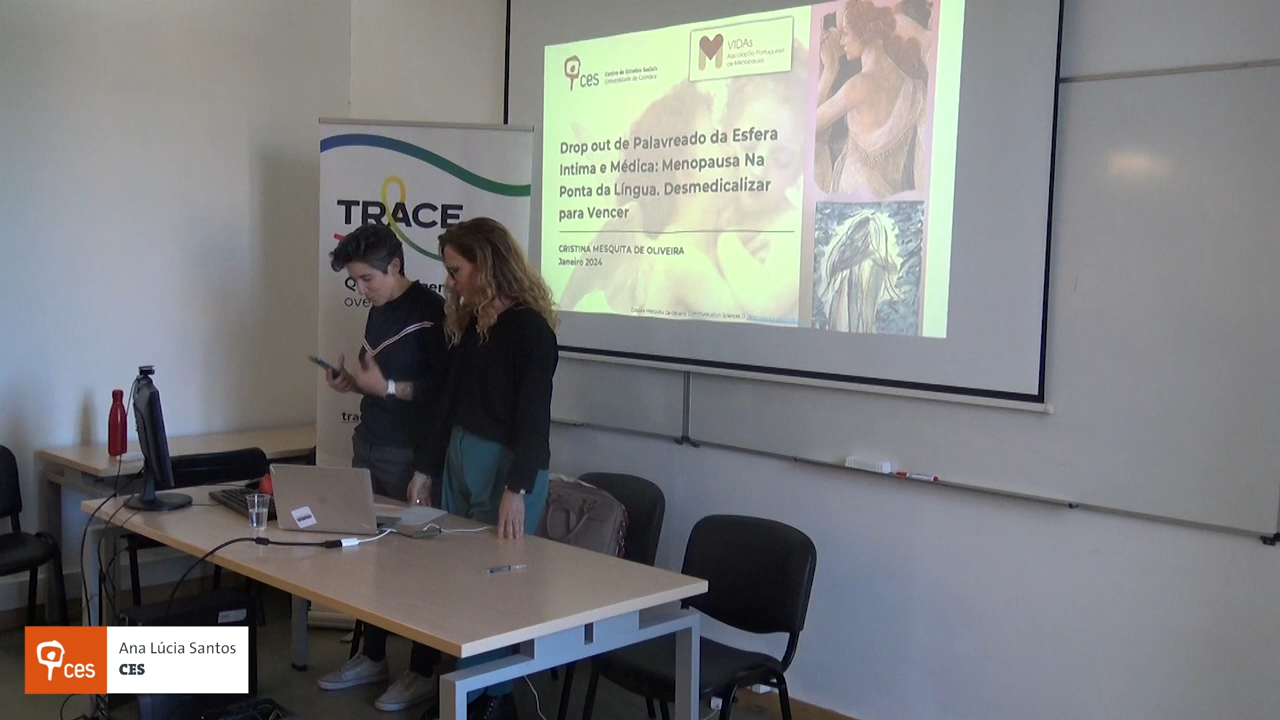 ces
Centro de Estudos Sociais
Universidade de Coimbra
VIDAs
Associação Portuguesa
de Menopausa
Drop out de Palavreado da Esfera
Intima e Médica: Menopausa Na
Ponta da Língua. Desmedicalizar
para Vencer
CRISTINA MESQUITA DE OLIVEIRA
Janeiro 2024
TRACE
ces
Ana Lúcia Santos
CES